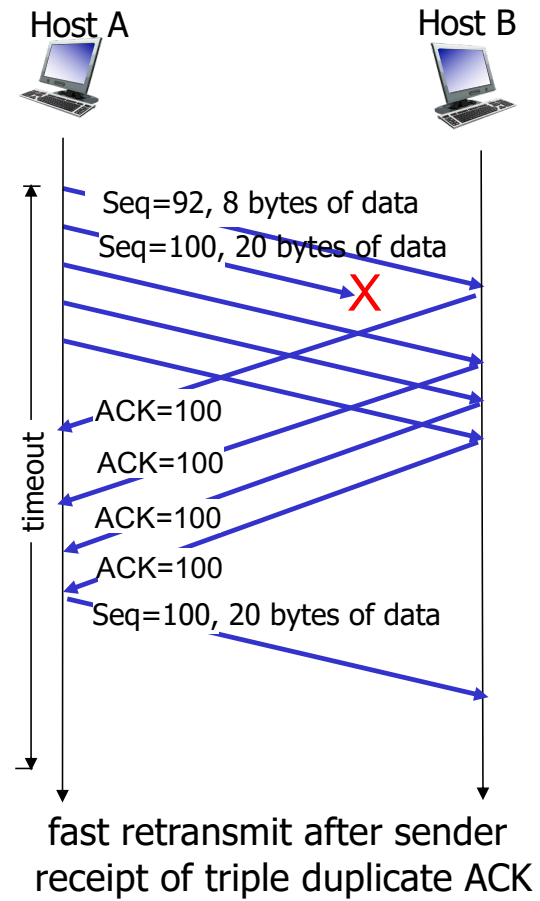 Host A
Host B
Seq=92, 8 bytes of data
Seq=100, 20 bytes of data
X
ACK=100
timeout
ACK=100
ACK=100
ACK=100
Seq=100, 20 bytes of data
fast retransmit after sender
receipt of triple duplicate ACK